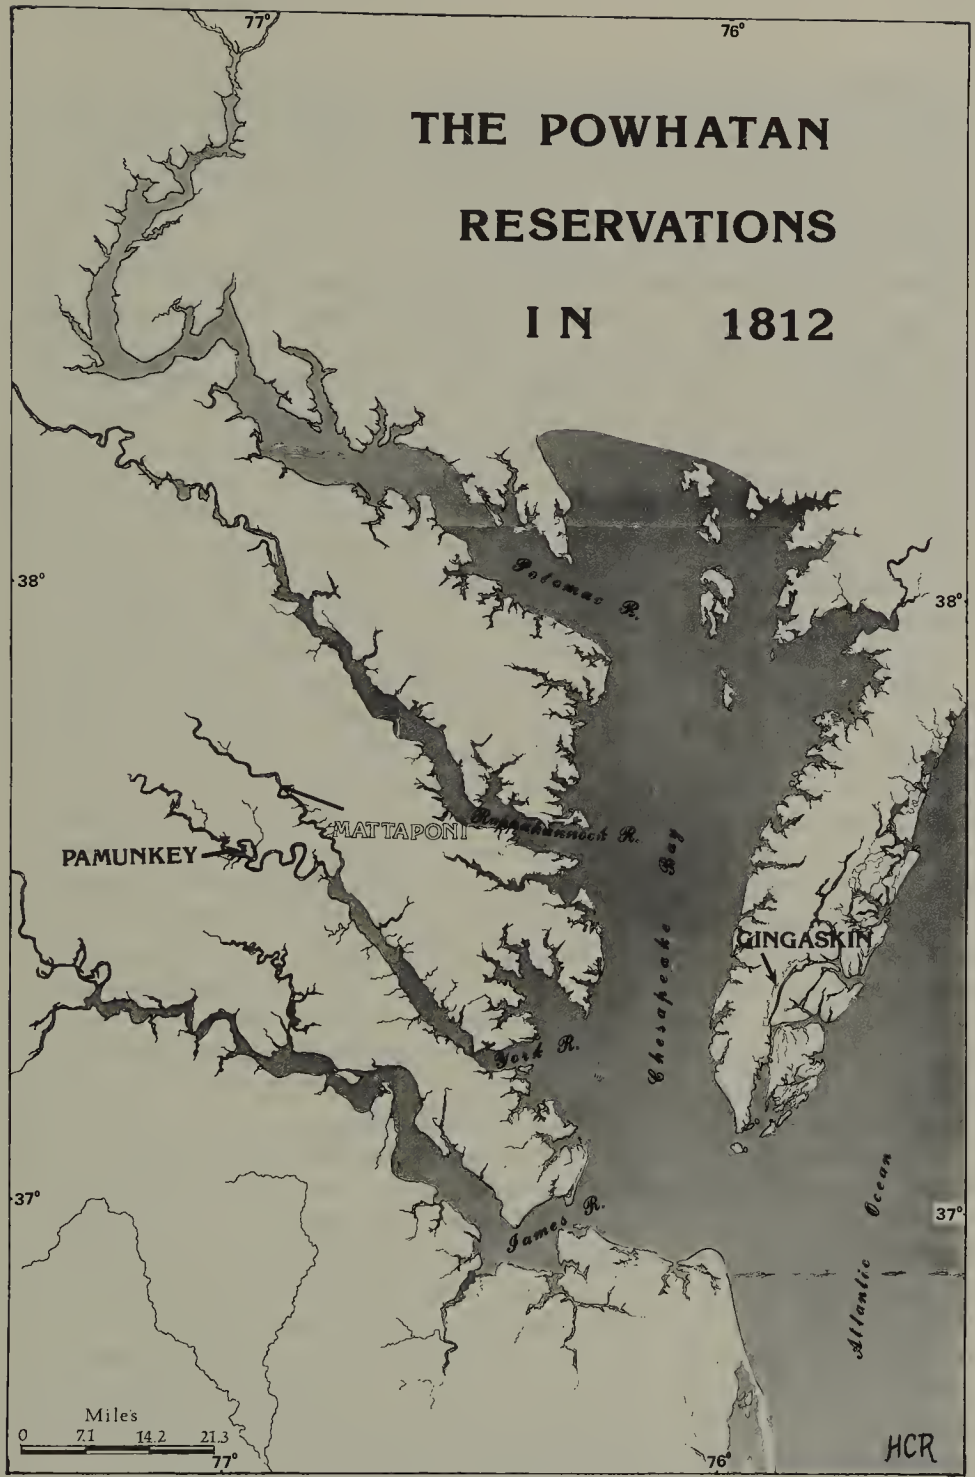 77°
76°
THE POWHATAN
RESERVATIONS
IN 1812
38°
Potomac R.
38°
MATTAPONI
Rappahannock R.
PAMUNKEY
Chesapeake Bay
GINGASKIN
York R.
37°
James R.
37°
Atlantic Ocean
Miles
0 7.1 14.2 21.3
77°
76°
HCR